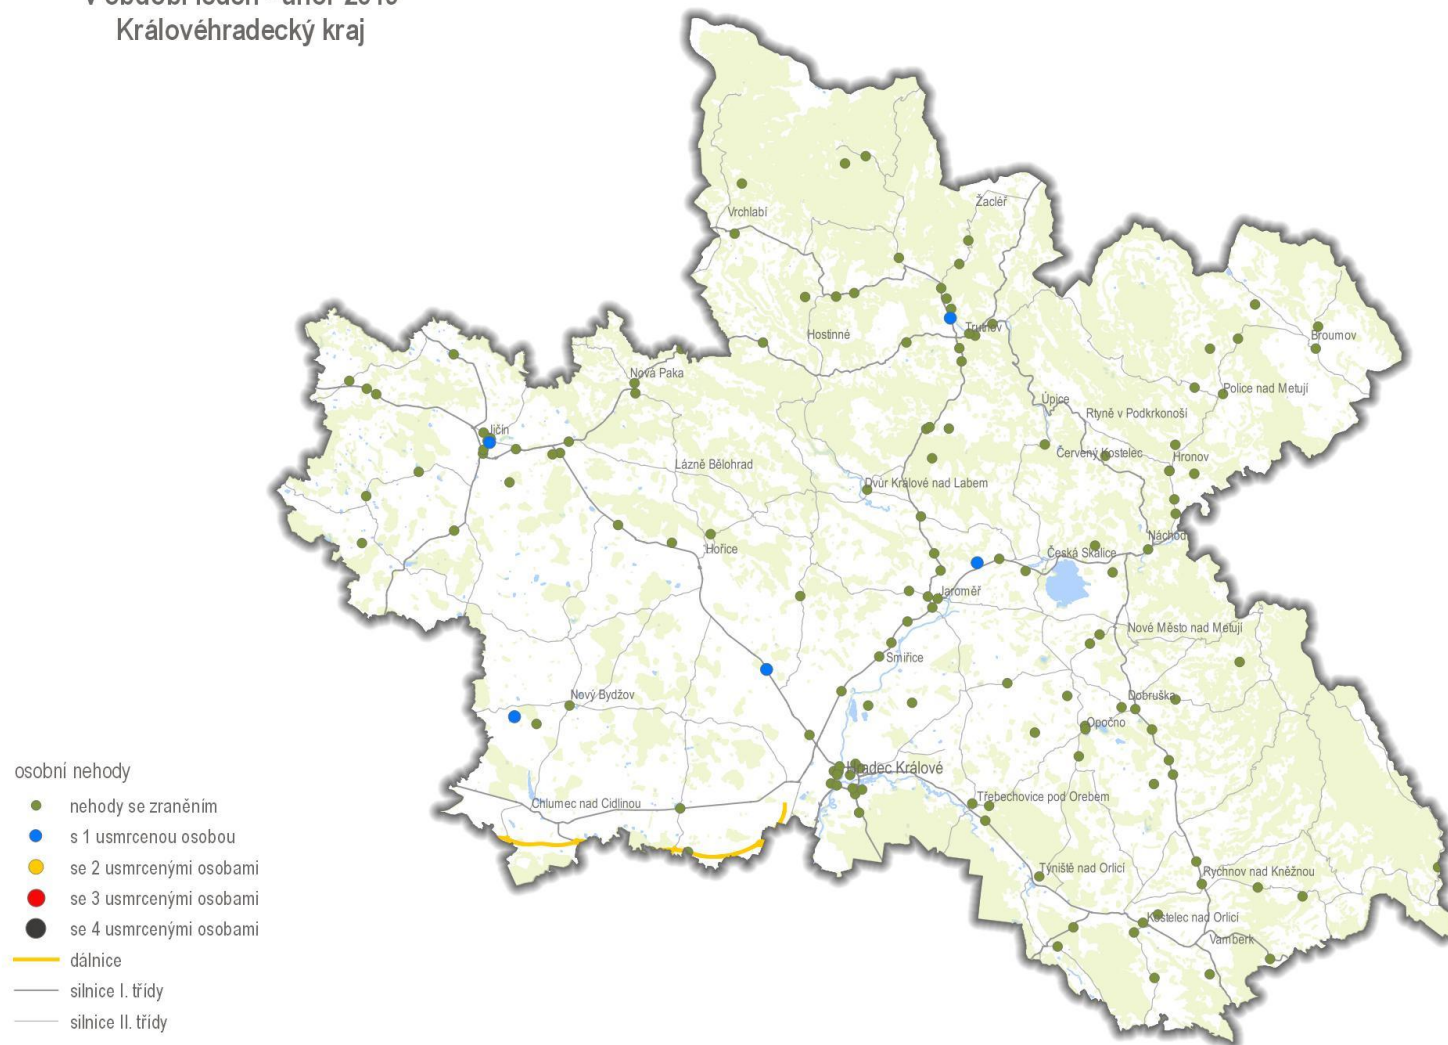 Královéhradecký kraj
Žacléř
Vrchlabí
Trutnov
Hostinné
Broumov
Nová Paka
Police nad Metují
Úpice
Rtyně v Podkrkonoší
Jičín
Červený Kostelec
Hronov
Lázně Bělohrad
Dvůr Králové nad Labem
Náchod
Hořice
Česká Skalice
Jaroměř
Nové Město nad Metují
Smiřice
Nový Bydžov
Dobruška
Opočno
Hradec Králové
Chlumec nad Cidlinou
Třebechovice pod Orebem
Týniště nad Orlicí
Rychnov nad Kněžnou
Kostelec nad Orlicí
Vamberk
osobní nehody
nehody se zraněním
s 1 usmrcenou osobou
se 2 usmrcenými osobami
se 3 usmrcenými osobami
se 4 usmrcenými osobami
dálnice
silnice I. třídy
silnice II. třídy